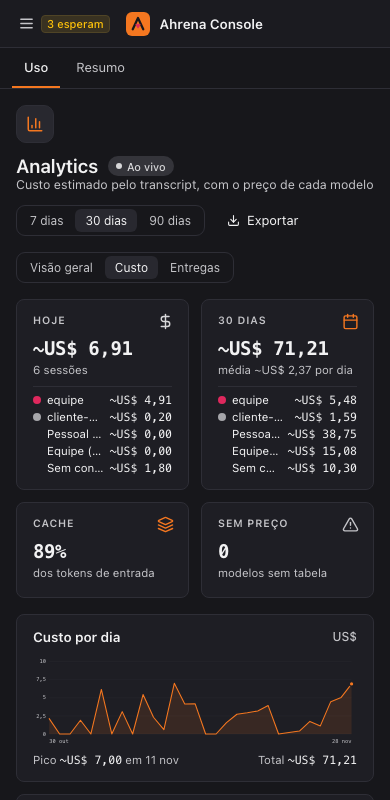 3 esperam
Ahrena Console
Uso
Resumo
Analytics
Ao vivo
Custo estimado pelo transcript, com o preço de cada modelo
7 dias
30 dias
90 dias
Exportar
Visão geral
Custo
Entregas
HOJE
~US$ 6,91
6 sessões
equipe ~US$ 4,91
cliente-... ~US$ 0,20
Pessoal ... ~US$ 0,00
Equipe (... ~US$ 0,00
Sem con... ~US$ 1,80
30 DIAS
~US$ 71,21
média ~US$ 2,37 por dia
equipe ~US$ 5,48
cliente-... ~US$ 1,59
Pessoa... ~US$ 38,75
Equipe... ~US$ 15,08
Sem c... ~US$ 10,30
CACHE
89%
dos tokens de entrada
SEM PREÇO
0
modelos sem tabela
Custo por dia
US$
10
7,5
5
2,5
0
30 out
28 nov
Pico ~US$ 7,00 em 11 nov
Total ~US$ 71,21